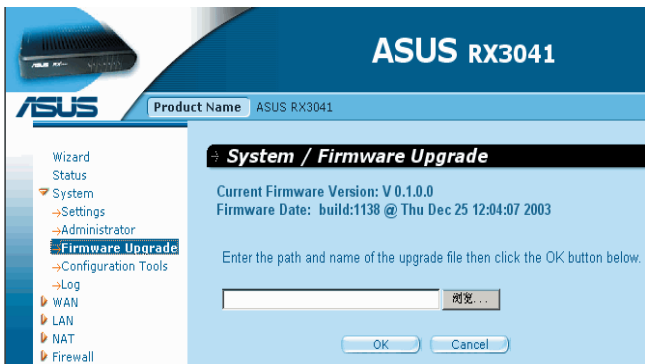 ASUS RX3041
ASUS
Product Name ASUS RX3041
Wizard
Status
System
Settings
Administrator
Firmware Upgrade
Configuration Tools
Log
WAN
LAN
NAT
Firewall
System / Firmware Upgrade
Current Firmware Version: V 0.1.0.0
Firmware Date: build:1138 @ Thu Dec 25 12:04:07 2003
Enter the path and name of the upgrade file then click the OK button below.
浏览...
OK Cancel